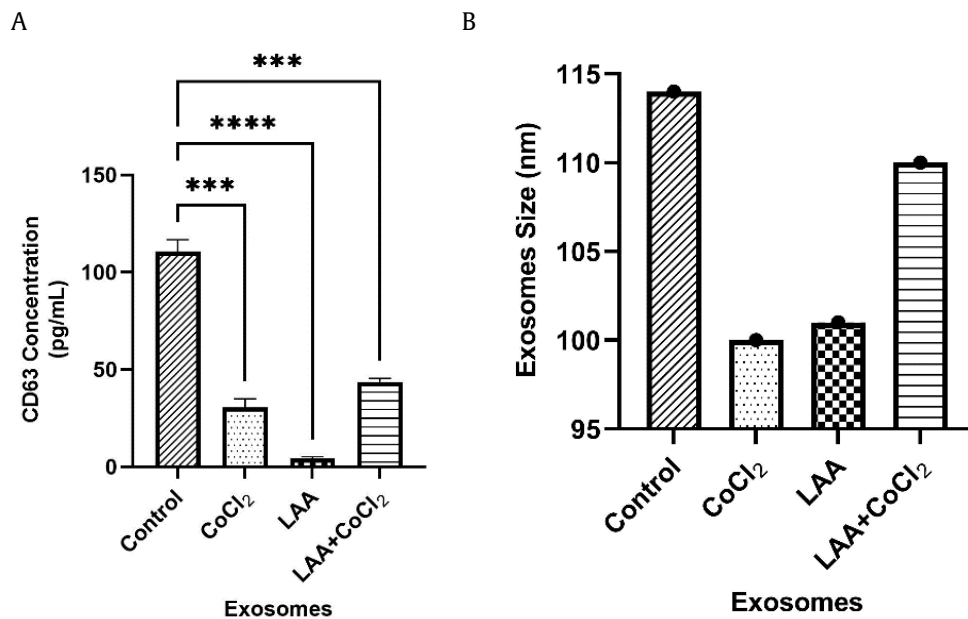 A
***
****
***
CD63 Concentration
(pg/mL)
150
100
50
0
Control
CoCl₂
LAA
LAA+CoCl₂
Exosomes
B
Exosomes Size (nm)
115
110
105
100
95
Control
CoCl₂
LAA
LAA+CoCl₂
Exosomes